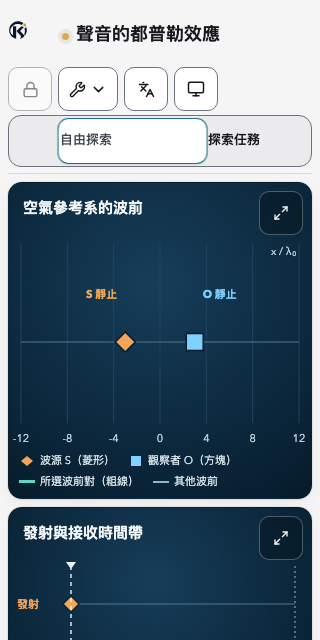 聲音的都普勒效應
自由探索
探索任務
空氣參考系的波前
x / λ₀
S 靜止
O 靜止
-12 -8 -4 0 4 8 12
波源 S（菱形）
觀察者 O（方塊）
所選波前對（粗線）
其他波前
發射與接收時間帶
發射